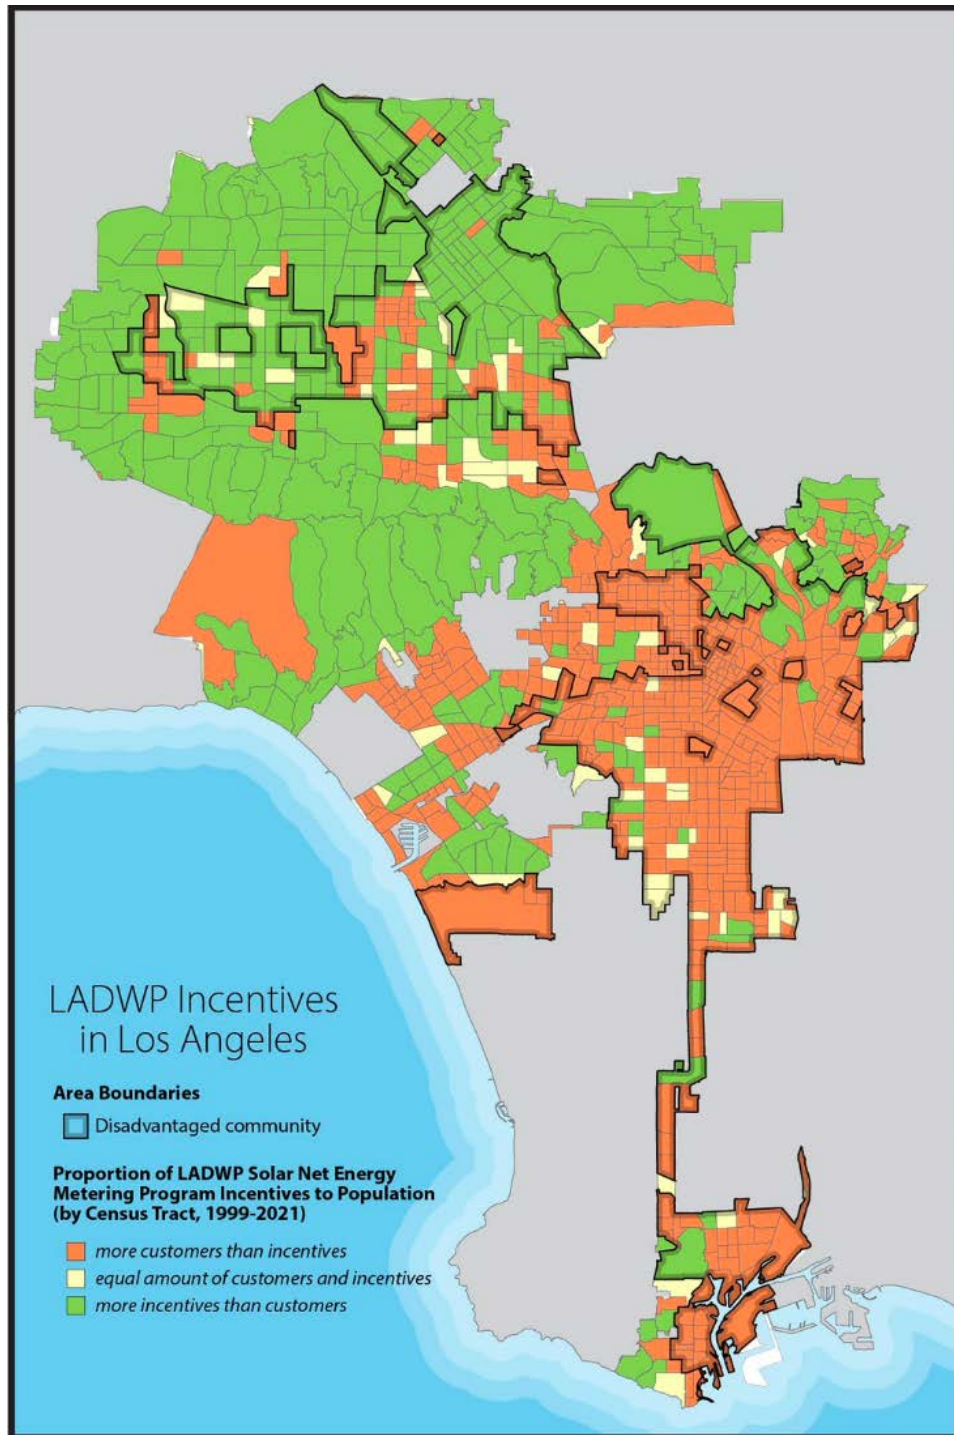 LADWP Incentives
in Los Angeles
Area Boundaries
Disadvantaged community
Proportion of LADWP Solar Net Energy
Metering Program Incentives to Population
(by Census Tract, 1999-2021)
more customers than incentives
equal amount of customers and incentives
more incentives than customers